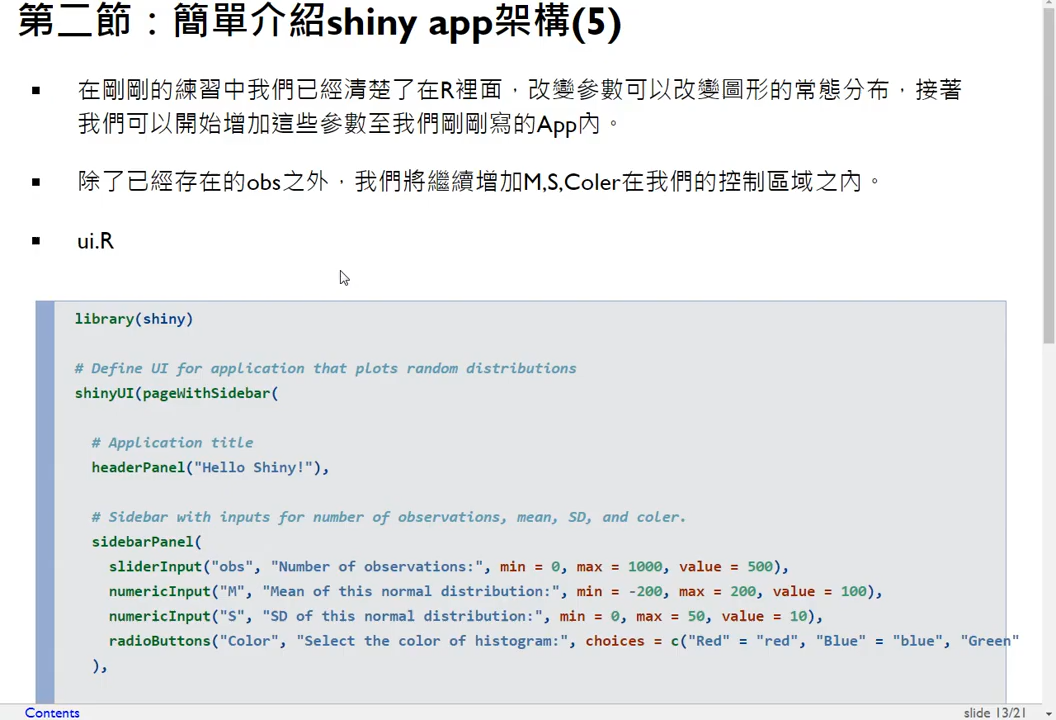 第二節：簡單介紹shiny app架構(5)
在剛剛的練習中我們已經清楚了在R裡面，改變參數可以改變圖形的常態分布，接著
我們可以開始增加這些參數至我們剛剛寫的App內。
除了已經存在的obs之外，我們將繼續增加M,S,Coler在我們的控制區域之內。
ui.R
library(shiny)
# Define UI for application that plots random distributions
shinyUI(pageWithSidebar(
# Application title
headerPanel("Hello Shiny!"),
# Sidebar with inputs for number of observations, mean, SD, and coler.
sidebarPanel(
sliderInput("obs", "Number of observations:", min = 0, max = 1000, value = 500),
numericInput("M", "Mean of this normal distribution:", min = -200, max = 200, value = 100),
numericInput("S", "SD of this normal distribution:", min = 0, max = 50, value = 10),
radioButtons("Color", "Select the color of histogram:", choices = c("Red" = "red", "Blue" = "blue", "Green"
),
Contents
slide 13/21